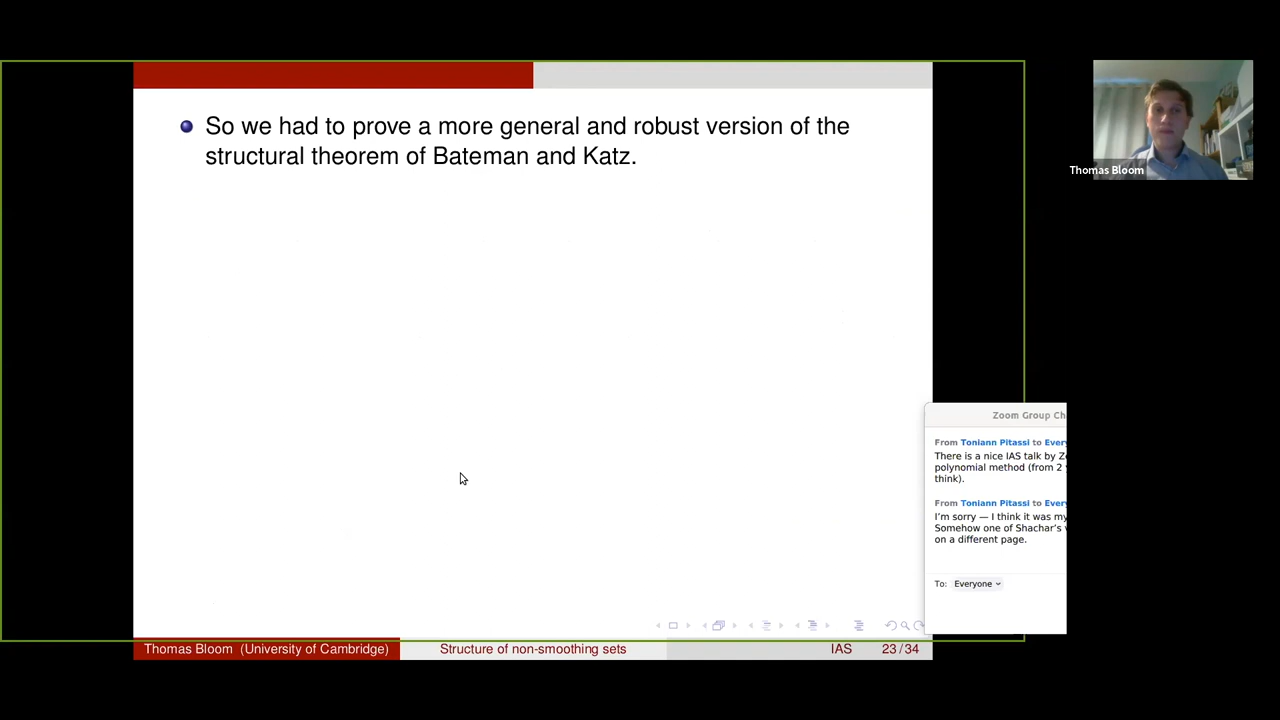 So we had to prove a more general and robust version of the
structural theorem of Bateman and Katz.
Thomas Bloom
Zoom Group Ch
From Toniann Pitassi to Every
There is a nice IAS talk by Z
polynomial method (from 2
think).
From Toniann Pitassi to Every
I'm sorry — I think it was my
Somehow one of Shachar's
on a different page.
To: Everyone
Thomas Bloom (University of Cambridge)
Structure of non-smoothing sets
IAS
23 / 34